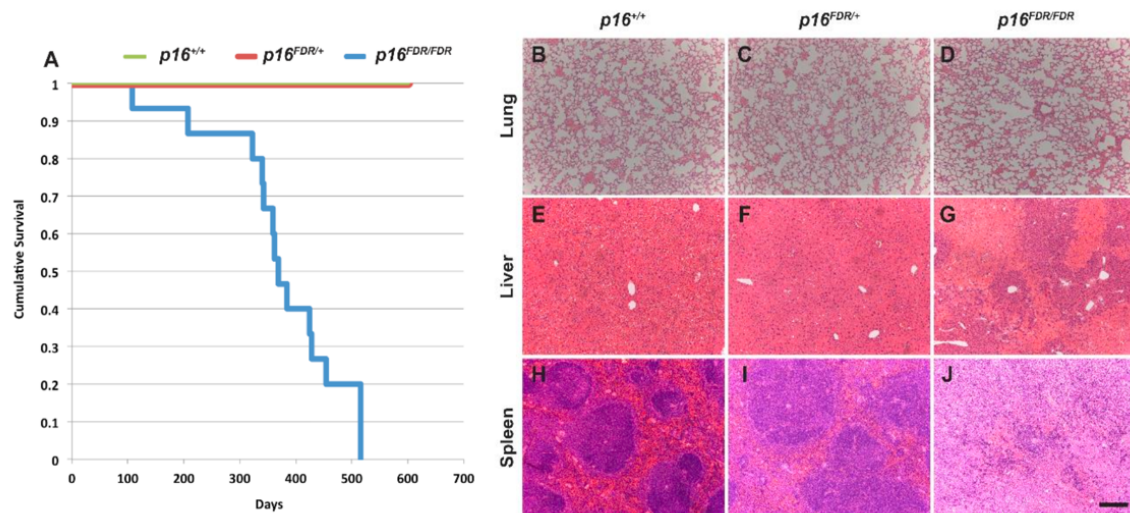 p16+/+ p16FDR/+ p16FDR/FDR
A
p16+/+ p16FDR/+ p16FDR/FDR
1
0.9
0.8
0.7
0.6
0.5
0.4
0.3
0.2
0.1
0
Cumulative Survival
0 100 200 300 400 500 600 700
Days
Lung
B C D
Liver
E F G
Spleen
H I J